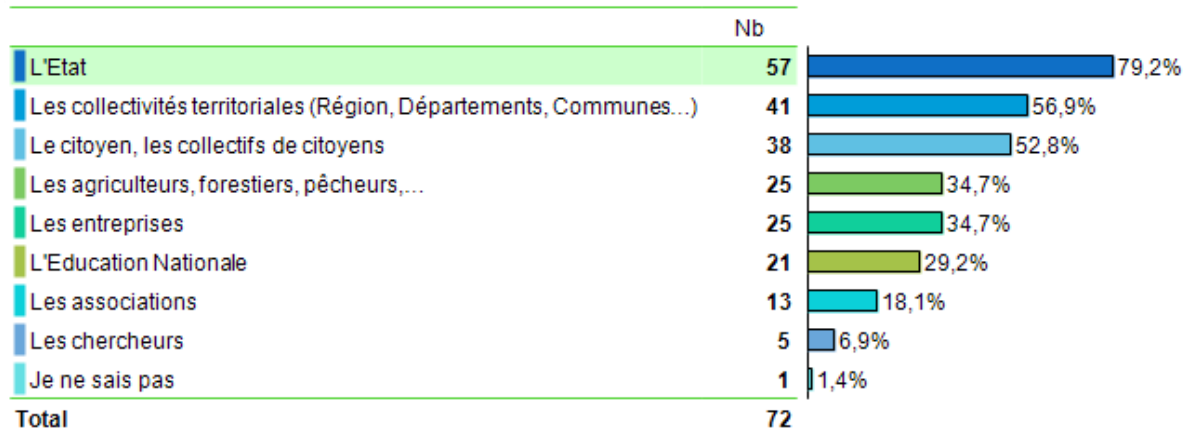 Nb
L'Etat 57 79,2%
Les collectivités territoriales (Région, Départements, Communes...) 41 56,9%
Le citoyen, les collectifs de citoyens 38 52,8%
Les agriculteurs, forestiers, pêcheurs,... 25 34,7%
Les entreprises 25 34,7%
L'Education Nationale 21 29,2%
Les associations 13 18,1%
Les chercheurs 5 6,9%
Je ne sais pas 1 1,4%
Total 72